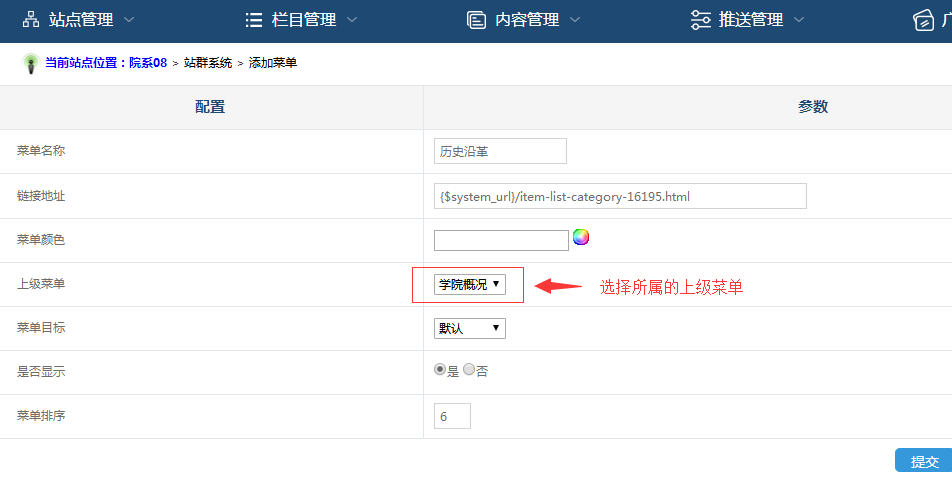 站点管理 栏目管理 内容管理 推送管理
当前站点位置：院系08 > 站群系统 > 添加菜单
配置 参数
菜单名称 历史沿革
链接地址 {$system_url}/item-list-category-16195.html
菜单颜色
上级菜单 学院概况 选择所属的上级菜单
菜单目标 默认
是否显示 是 否
菜单排序 6
提交